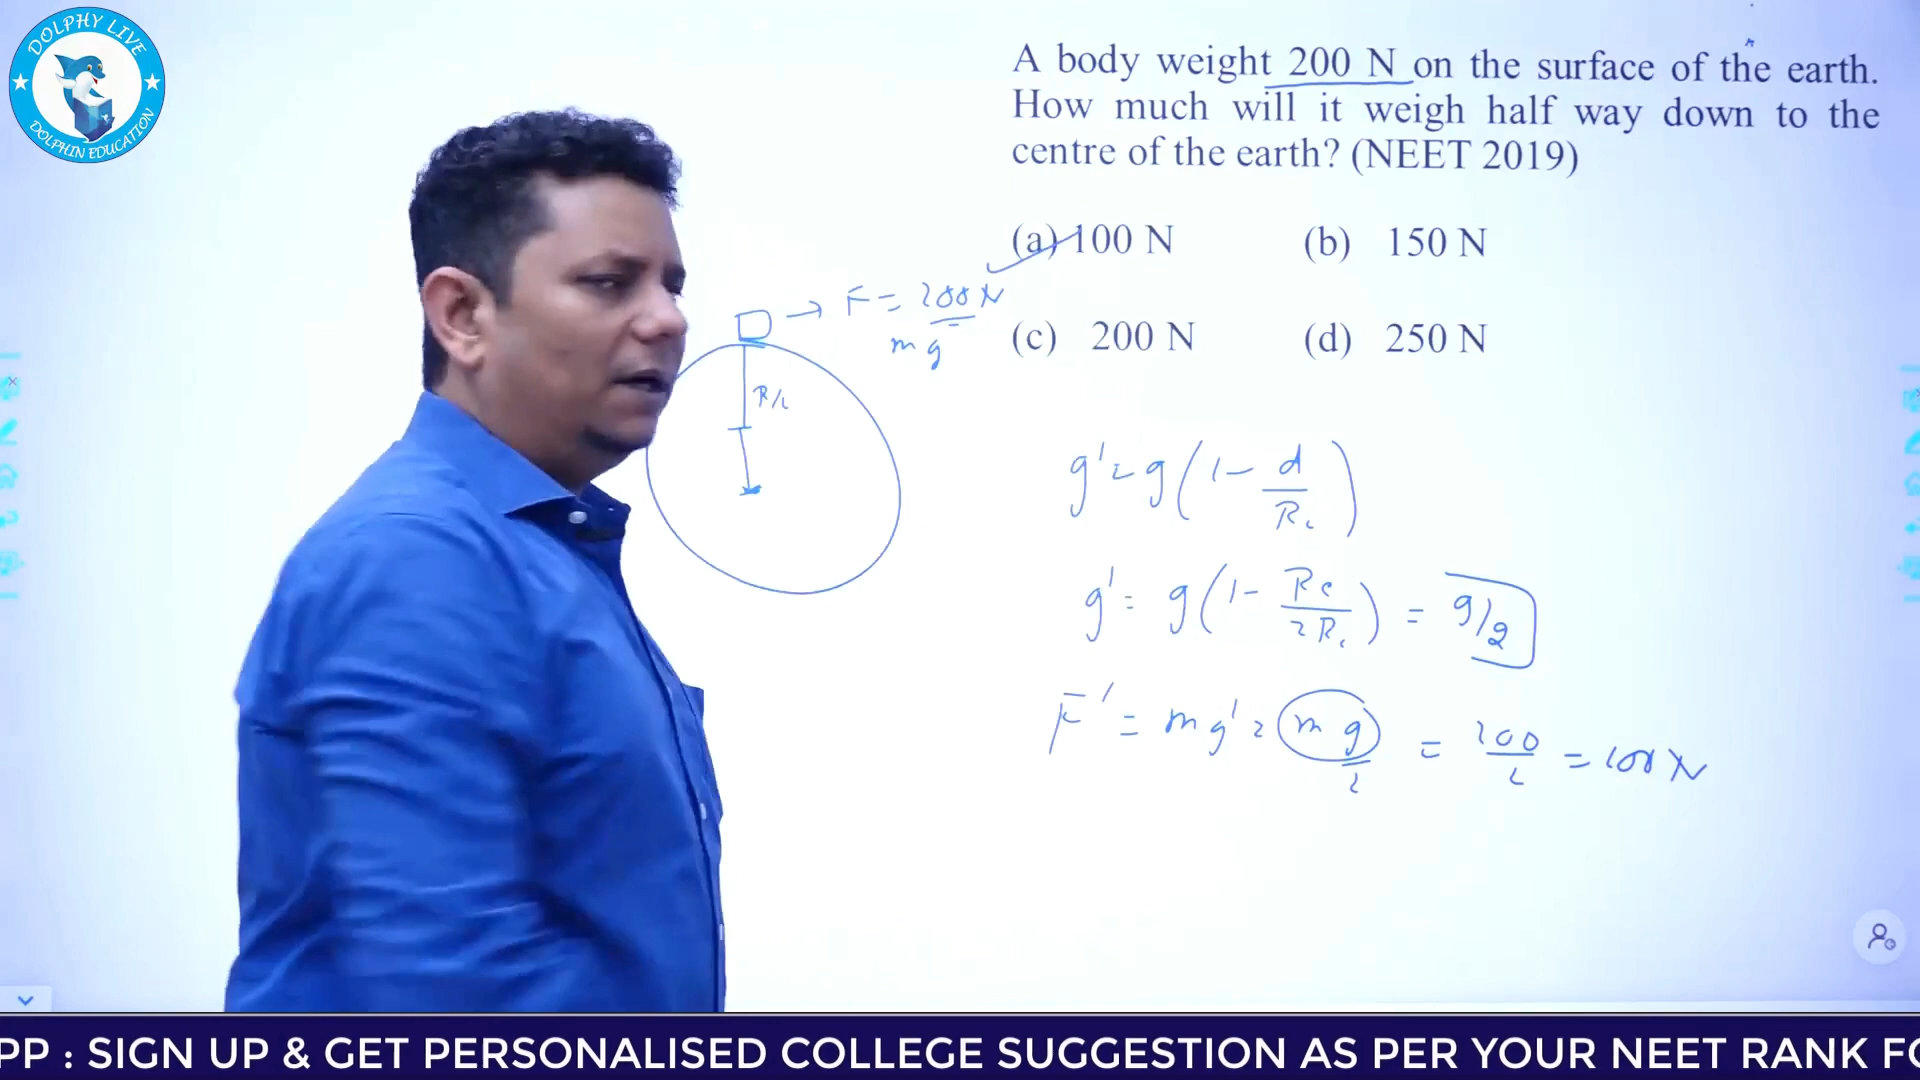 DOLPHY LIVE
DOLPHIN EDUCATION
A body weight 200 N on the surface of the earth.
How much will it weigh half way down to the
centre of the earth? (NEET 2019)
(a) 100 N
(b) 150 N
(c) 200 N
(d) 250 N
F = 200 N
mg
R/2
g' = g(1 - d/Re)
g' = g(1 - Re/2Re) = g/2
F' = mg' = mg/2 = 200/2 = 100 N
PP : SIGN UP & GET PERSONALISED COLLEGE SUGGESTION AS PER YOUR NEET RANK FO